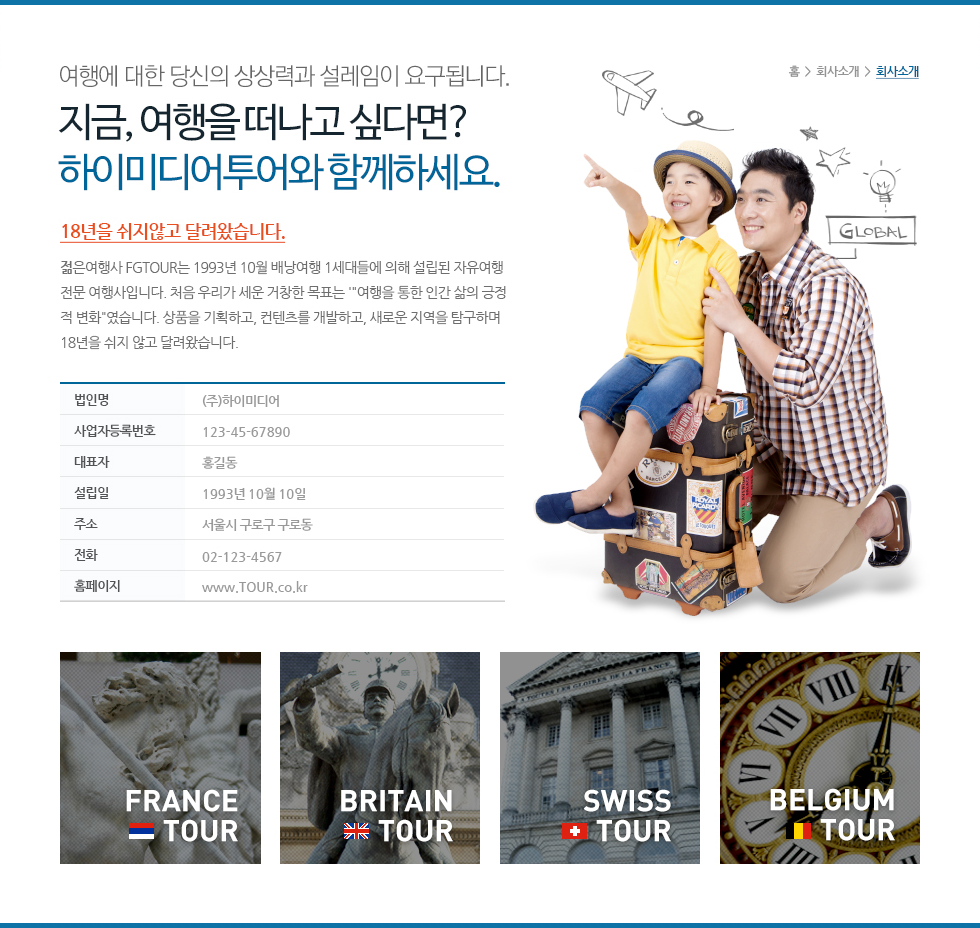 여행에 대한 당신의 상상력과 설레임이 요구됩니다.
지금, 여행을 떠나고 싶다면?
하이미디어투어와 함께하세요.
홈 > 회사소개 > 회사소개
18년을 쉬지않고 달려왔습니다.
젊은여행사 FGTOUR는 1993년 10월 배낭여행 1세대들에 의해 설립된 자유여행
전문 여행사입니다. 처음 우리가 세운 거창한 목표는 '"여행을 통한 인간 삶의 긍정
적 변화"였습니다. 상품을 기획하고, 컨텐츠를 개발하고, 새로운 지역을 탐구하며
18년을 쉬지 않고 달려왔습니다.
GLOBAL
법인명 (주)하이미디어
사업자등록번호 123-45-67890
대표자 홍길동
설립일 1993년 10월 10일
주소 서울시 구로구 구로동
전화 02-123-4567
홈페이지 www.TOUR.co.kr
BARCELONA
ROYAL
PICARDY
A TOUTES LES GLOIRES DE LA FRANCE
VI VII VIII IX
FRANCE
TOUR
BRITAIN
TOUR
SWISS
TOUR
BELGIUM
TOUR